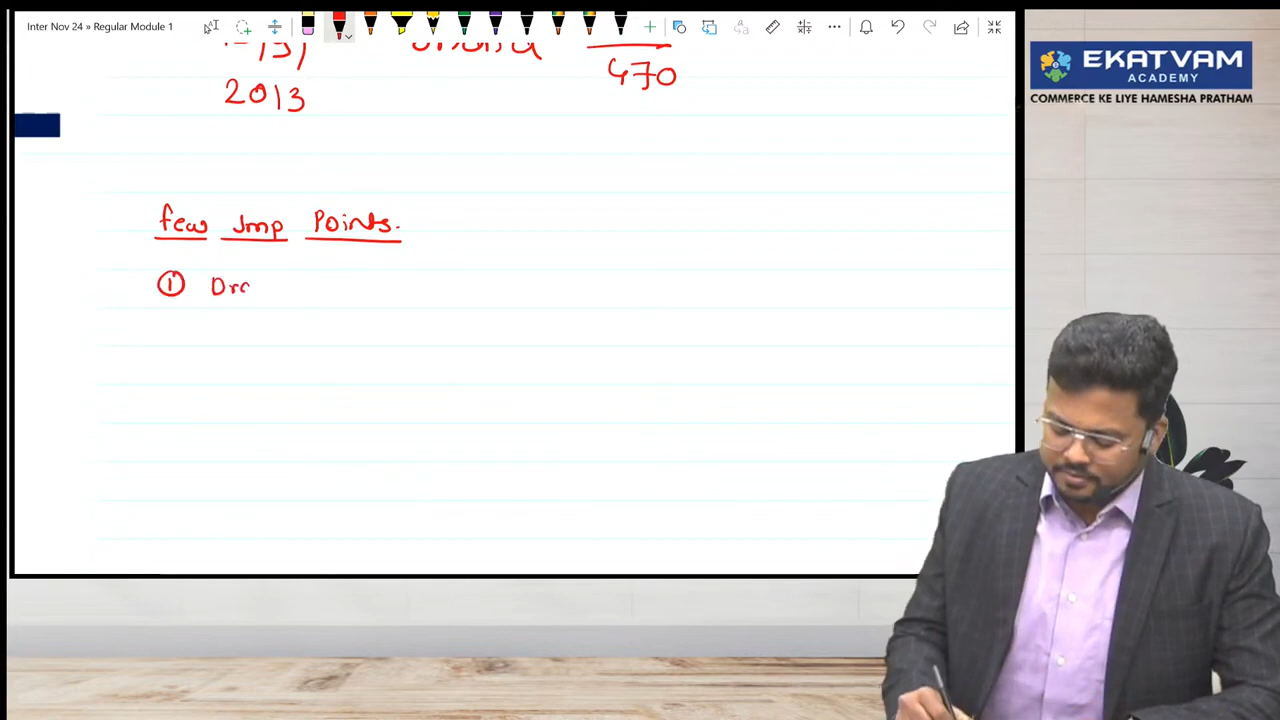 Inter Nov 24 » Regular Module 1
470
2013
few Imp Points.
① Dra
EKATVAM
ACADEMY
COMMERCE KE LIYE HAMESHA PRATHAM